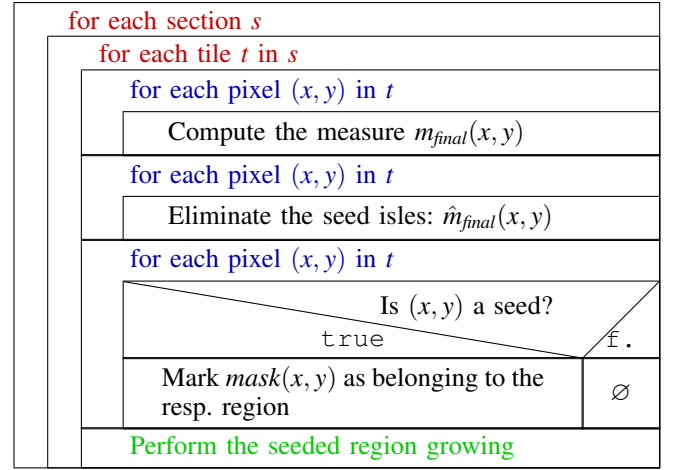 for each section s
for each tile t in s
for each pixel (x, y) in t
Compute the measure m_final(x, y)
for each pixel (x, y) in t
Eliminate the seed isles: m̂_final(x, y)
for each pixel (x, y) in t
Is (x, y) a seed?
true f.
Mark mask(x, y) as belonging to the
resp. region
∅
Perform the seeded region growing